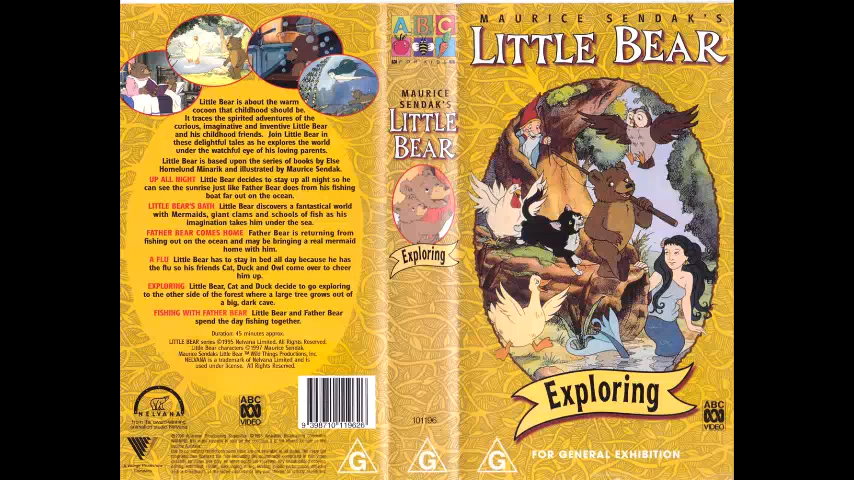 Little Bear is about the warm
cocoon that childhood should be.
It traces the spirited adventures of the
curious, imaginative and inventive Little Bear
and his childhood friends. Join Little Bear in
these delightful tales as he explores the world
under the watchful eye of his loving parents.
Little Bear is based upon the series of books by Else
Homelund Minarik and illustrated by Maurice Sendak.
UP ALL NIGHT Little Bear decides to stay up all night so he
can see the sunrise just like Father Bear does from his fishing
boat far out on the ocean.
LITTLE BEAR'S BATH Little Bear discovers a fantastical world
with Mermaids, giant clams and schools of fish as his
imagination takes him under the sea.
FATHER BEAR COMES HOME Father Bear is returning from
fishing out on the ocean and may be bringing a real mermaid
home with him.
A FLU Little Bear has to stay in bed all day because he has
the flu so his friends Cat, Duck and Owl come over to cheer
him up.
EXPLORING Little Bear, Cat and Duck decide to go exploring
to the other side of the forest where a large tree grows out of
a big, dark cave.
FISHING WITH FATHER BEAR Little Bear and Father Bear
spend the day fishing together.
Duration: 45 minutes approx.
LITTLE BEAR series ©1995 Nelvana Limited. All Rights Reserved.
Little Bear characters ©1997 Maurice Sendak.
Maurice Sendaks Little Bear ™ Wild Things Productions, Inc.
NELVANA is a trademark of Nelvana Limited and is
used under license. All Rights Reserved.
NELVANA
from the award-winning
animation studio Nelvana
ABC
VIDEO
9 398710 119626
ABC
FOR KIDS
MAURICE
SENDAK'S
LITTLE
BEAR
Exploring
101196
G
MAURICE SENDAK'S
LITTLE BEAR
Exploring
ABC
VIDEO
G
FOR GENERAL EXHIBITION
G